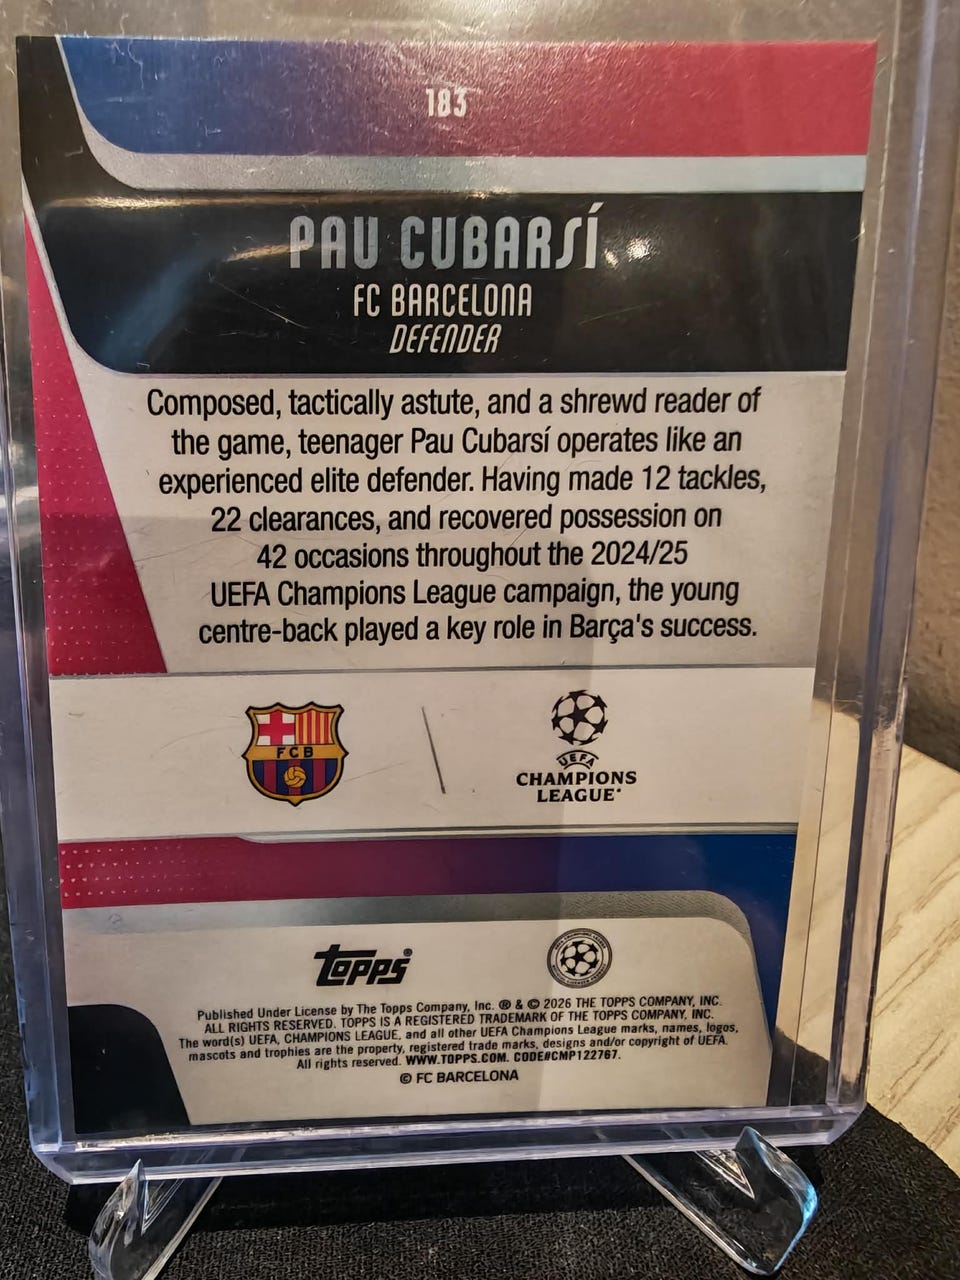 183
PAU CUBARSÍ
FC BARCELONA
DEFENDER
Composed, tactically astute, and a shrewd reader of
the game, teenager Pau Cubarsí operates like an
experienced elite defender. Having made 12 tackles,
22 clearances, and recovered possession on
42 occasions throughout the 2024/25
UEFA Champions League campaign, the young
centre-back played a key role in Barça's success.
FCB
UEFA
CHAMPIONS
LEAGUE
topps®
Published Under License by The Topps Company, Inc. ® & © 2026 THE TOPPS COMPANY, INC.
ALL RIGHTS RESERVED. TOPPS IS A REGISTERED TRADEMARK OF THE TOPPS COMPANY, INC.
The word(s) UEFA, CHAMPIONS LEAGUE, and all other UEFA Champions League marks, names, logos,
mascots and trophies are the property, registered trade marks, designs and/or copyright of UEFA.
All rights reserved. WWW.TOPPS.COM. CODE#CMP122767.
© FC BARCELONA